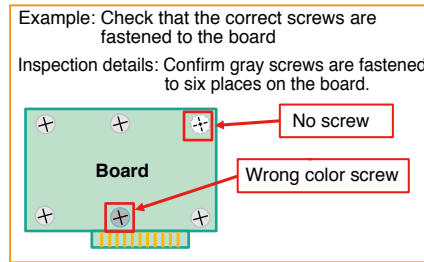 Example: Check that the correct screws are
fastened to the board
Inspection details: Confirm gray screws are fastened
to six places on the board.
No screw
Board
Wrong color screw